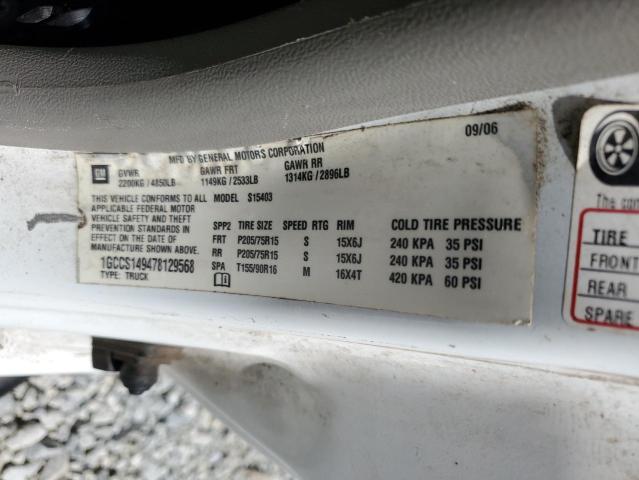 09/06
MFD BY GENERAL MOTORS CORPORATION
GM
GVWR GAWR FRT GAWR RR
2200KG/4850LB 1149KG/2533LB 1314KG/2896LB
THIS VEHICLE CONFORMS TO ALL MODEL S15403
APPLICABLE FEDERAL MOTOR
VEHICLE SAFETY AND THEFT
PREVENTION STANDARDS IN
EFFECT ON THE DATE OF
MANUFACTURE SHOWN ABOVE.
1GCCS149478129568
TYPE: TRUCK
SPP2 TIRE SIZE SPEED RTG RIM COLD TIRE PRESSURE
FRT P205/75R15 S 15X6J 240 KPA 35 PSI
RR P205/75R15 S 15X6J 240 KPA 35 PSI
SPA T155/90R16 M 16X4T 420 KPA 60 PSI
The
TIRE
FRONT
REAR
SPARE